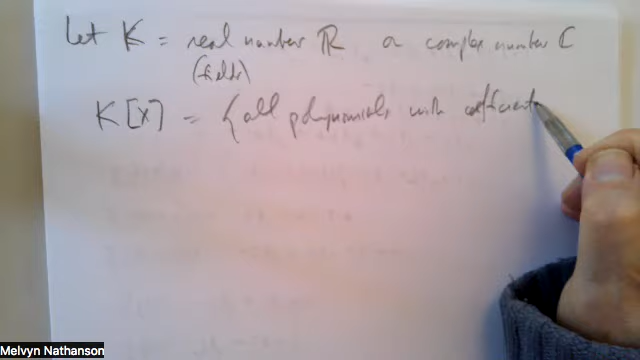 Let K = real number ℝ or complex number ℂ
(fields)
K[x] = { all polynomials with coefficients
Melvyn Nathanson